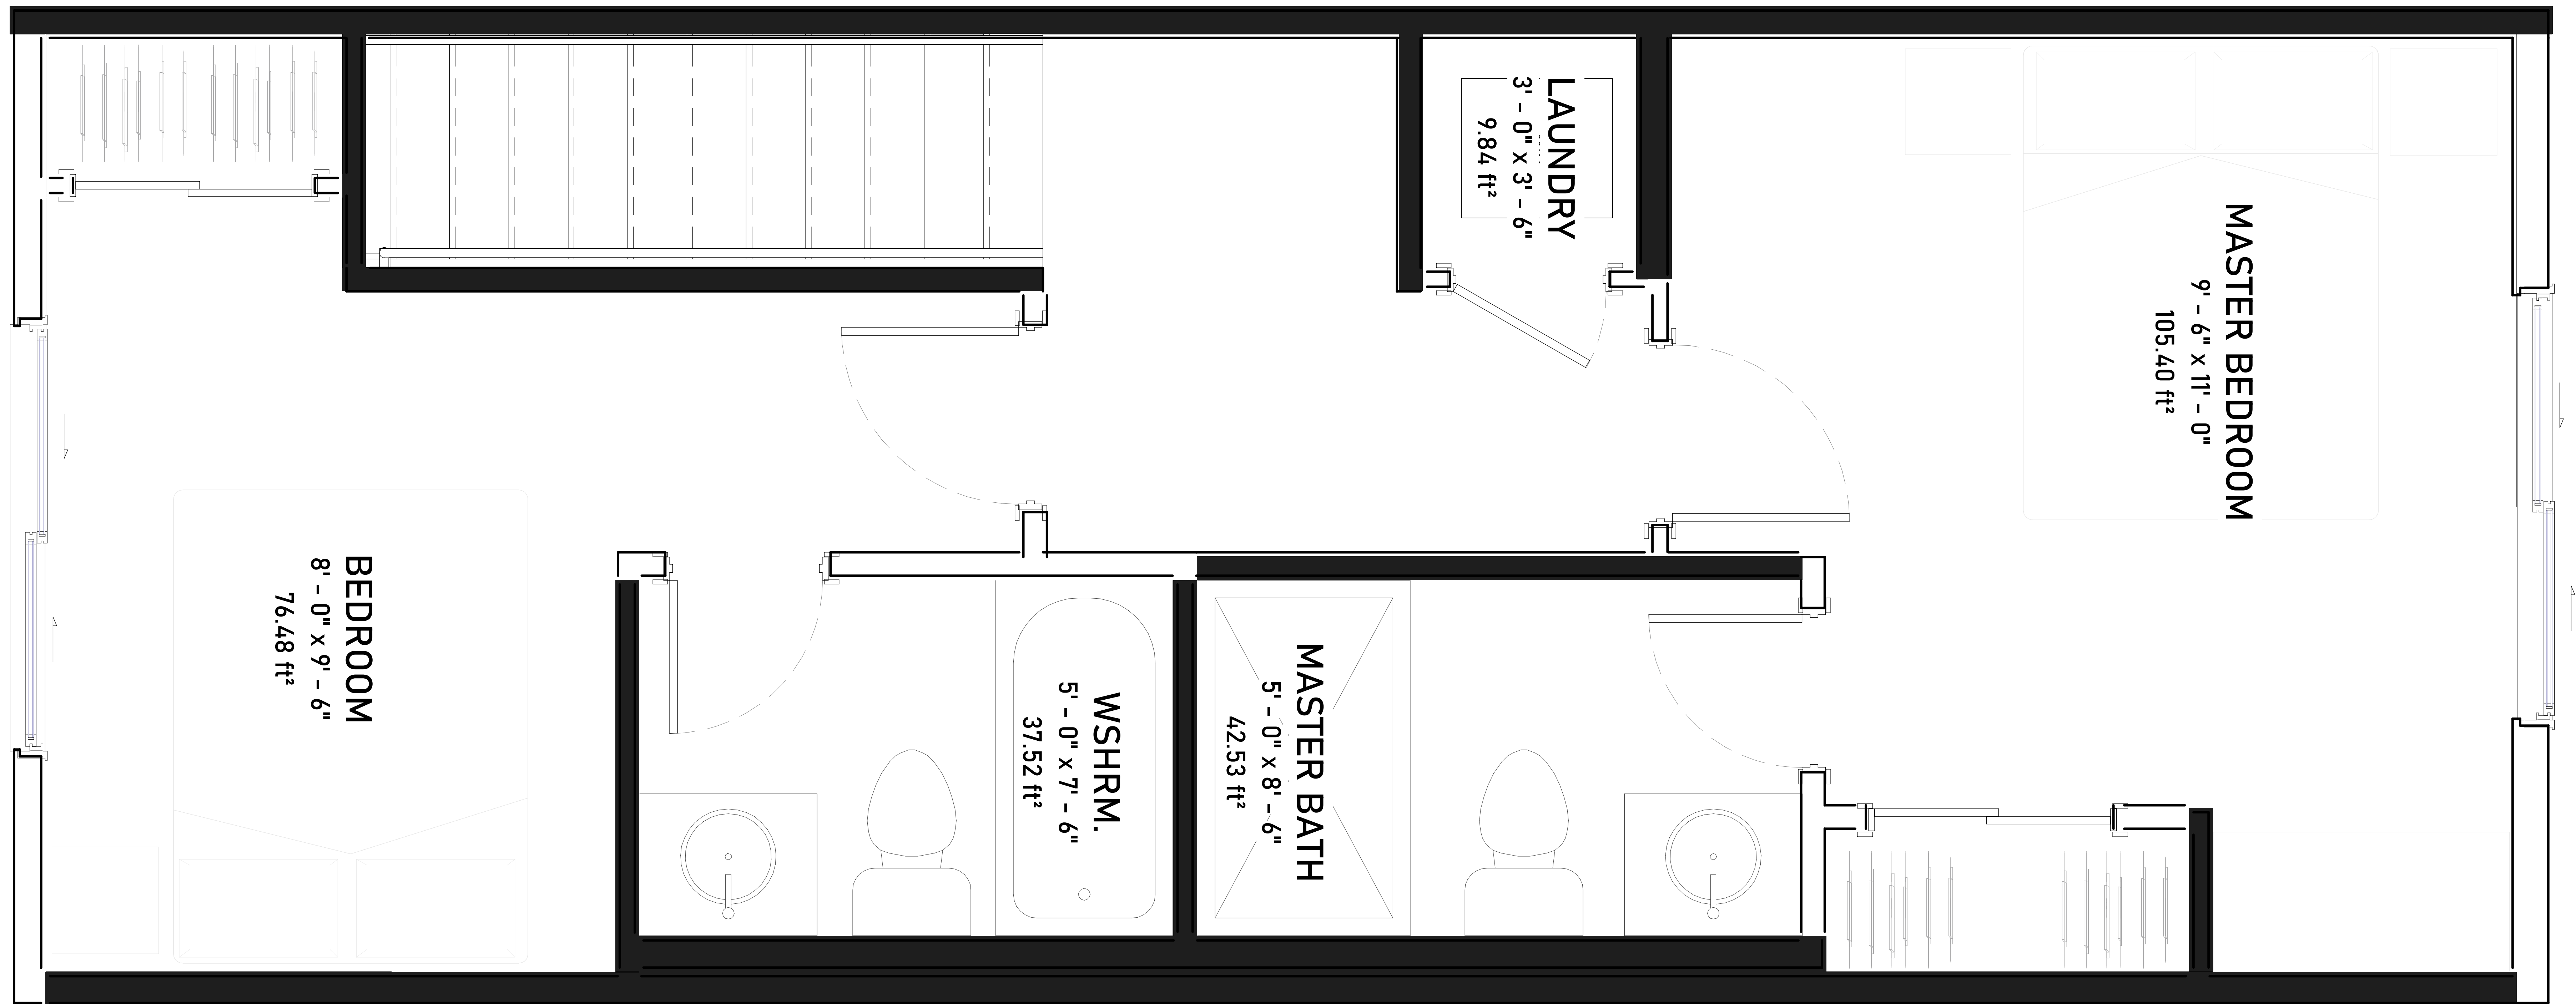 LAUNDRY
3' - 0" x 3' - 6"
9.84 ft²
MASTER BEDROOM
9' - 6" x 11' - 0"
105.40 ft²
BEDROOM
8' - 0" x 9' - 6"
76.48 ft²
WSHRM.
5' - 0" x 7' - 6"
37.52 ft²
MASTER BATH
5' - 0" x 8' - 6"
42.53 ft²